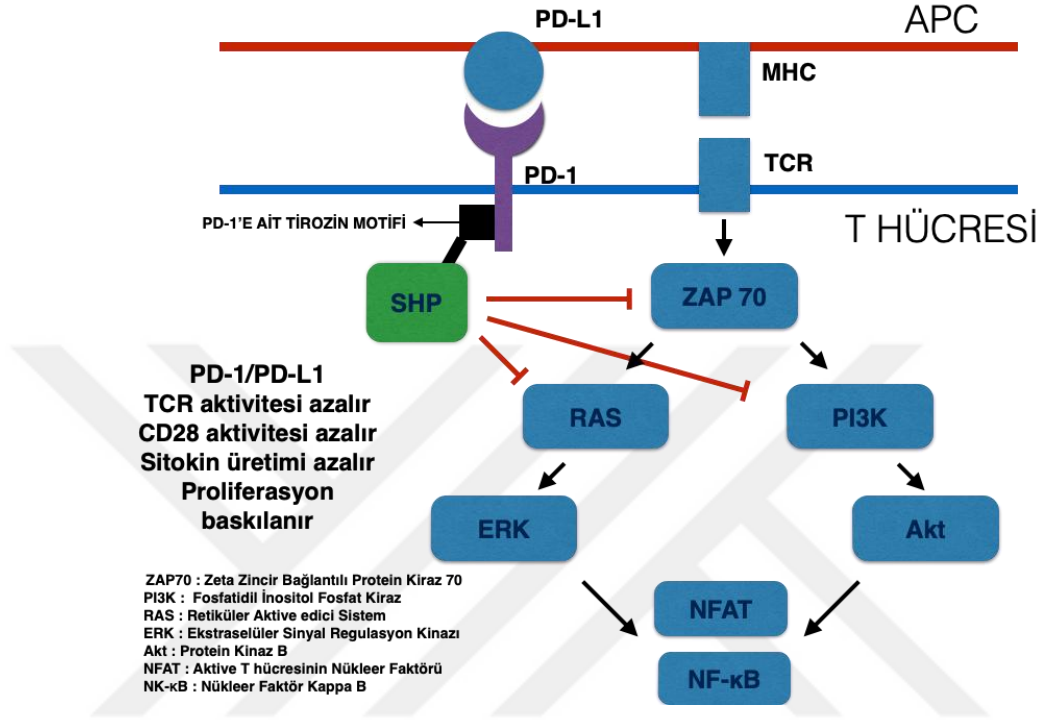 APC
PD-L1
MHC
TCR
PD-1
PD-1'E AİT TİROZİN MOTİFİ
T HÜCRESİ
SHP
ZAP 70
RAS
PI3K
ERK
Akt
NFAT
NF-κB
PD-1/PD-L1
TCR aktivitesi azalır
CD28 aktivitesi azalır
Sitokin üretimi azalır
Proliferasyon
baskılanır
ZAP70 : Zeta Zincir Bağlantılı Protein Kiraz 70
PI3K : Fosfatidil İnositol Fosfat Kiraz
RAS : Retiküler Aktive edici Sistem
ERK : Ekstraselüler Sinyal Regulasyon Kinazı
Akt : Protein Kinaz B
NFAT : Aktive T hücresinin Nükleer Faktörü
NK-κB : Nükleer Faktör Kappa B